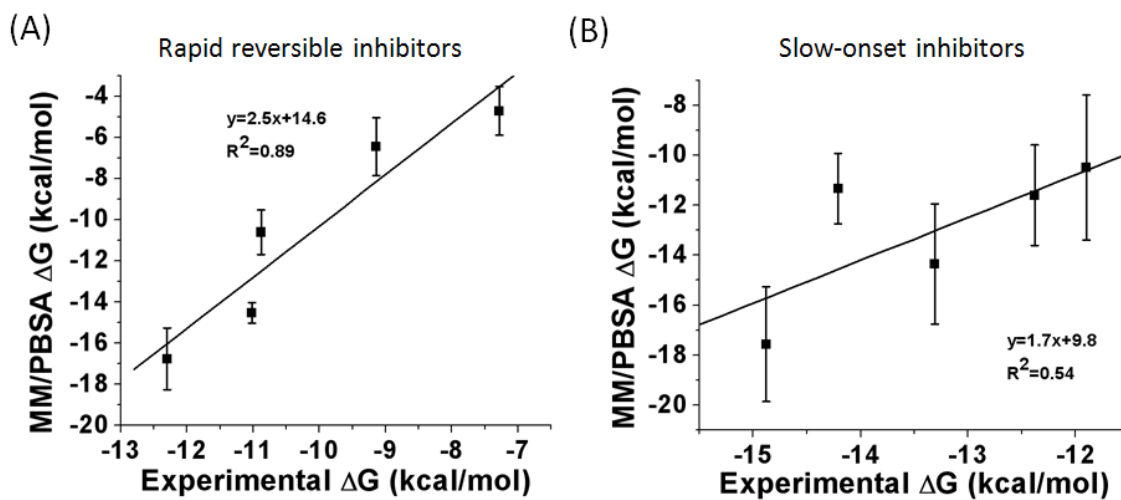 (A)
Rapid reversible inhibitors
MM/PBSA ΔG (kcal/mol)
-4
-6
-8
-10
-12
-14
-16
-18
-20
y=2.5x+14.6
R²=0.89
-13 -12 -11 -10 -9 -8 -7
Experimental ΔG (kcal/mol)
(B)
Slow-onset inhibitors
MM/PBSA ΔG (kcal/mol)
-8
-10
-12
-14
-16
-18
-20
y=1.7x+9.8
R²=0.54
-15 -14 -13 -12
Experimental ΔG (kcal/mol)